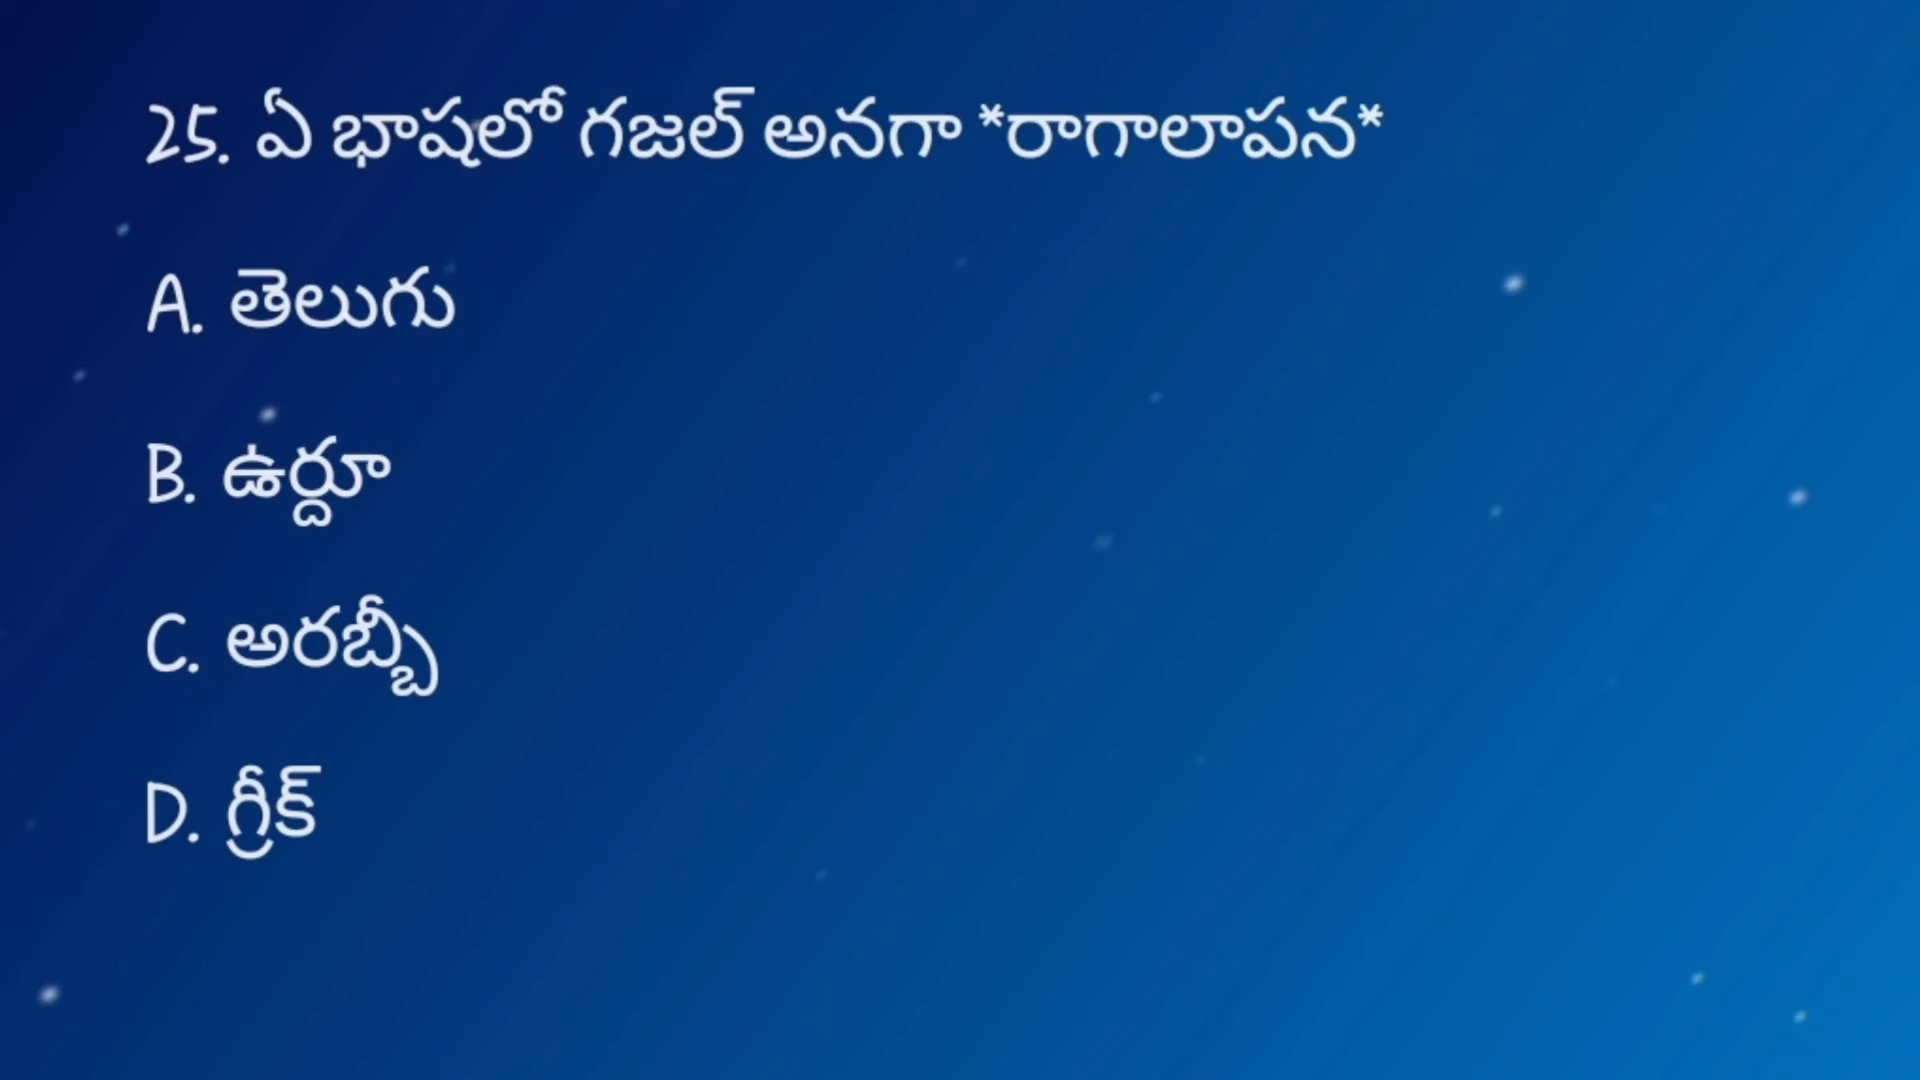 25. ఏ భాషలో గజల్ అనగా *రాగాలాపన*
A. తెలుగు
B. ఉర్దూ
C. అరబ్బీ
D. గ్రీక్